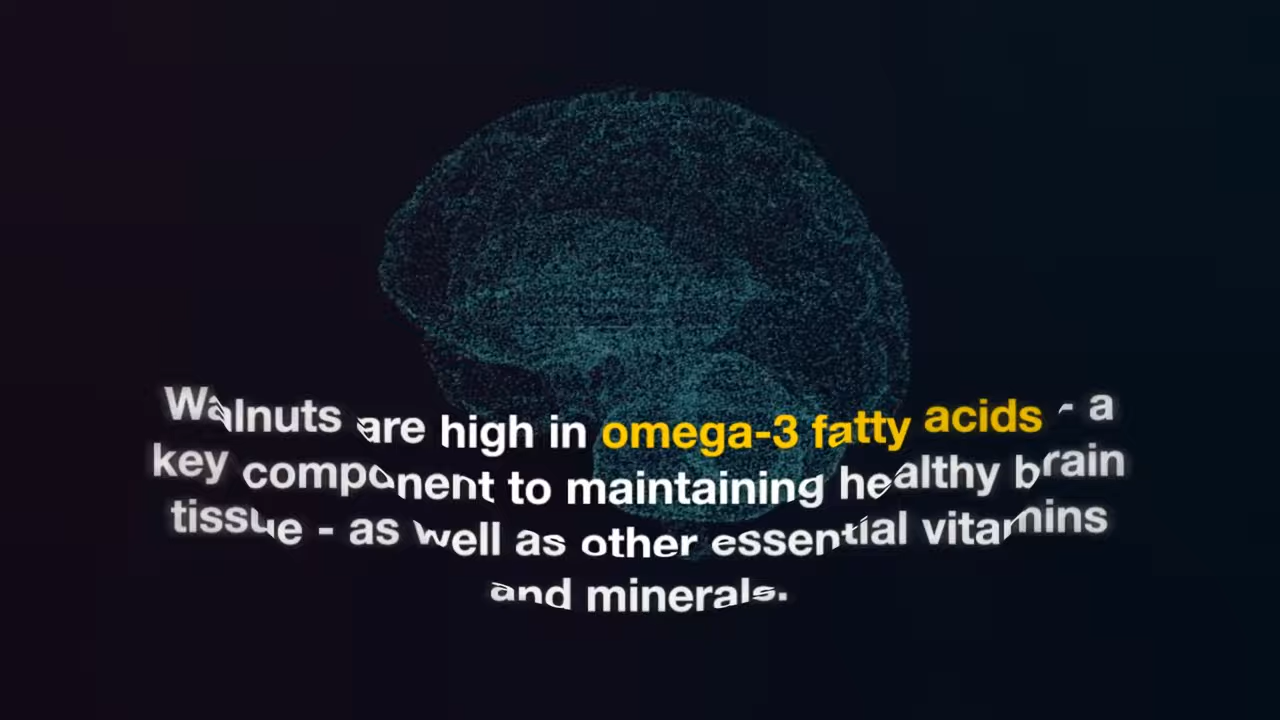 Walnuts are high in omega-3 fatty acids - a
key component to maintaining healthy brain
tissue - as well as other essential vitamins
and minerals.